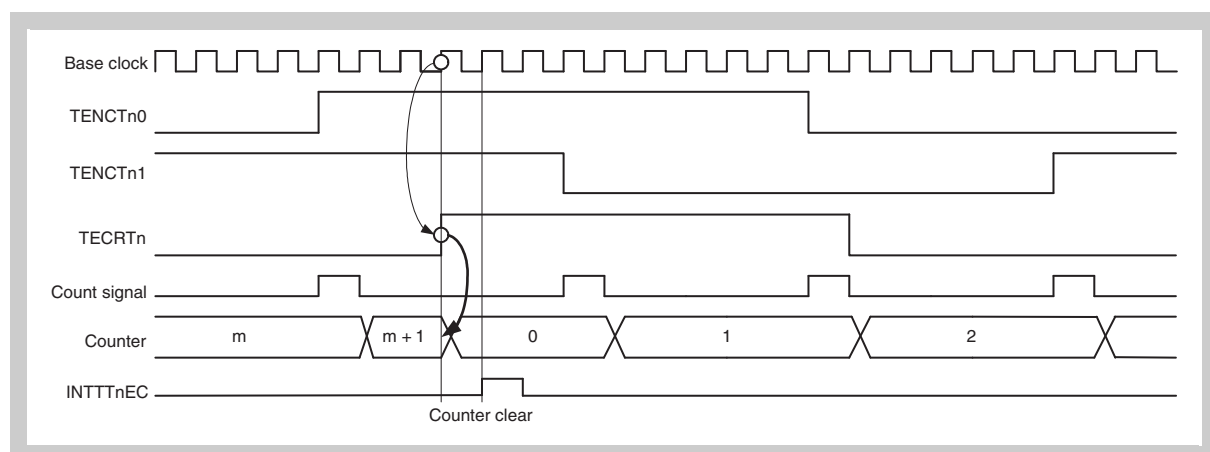 Base clock
TENCTn0
TENCTn1
TECRTn
Count signal
Counter m m + 1 0 1 2
INTTTnEC
Counter clear